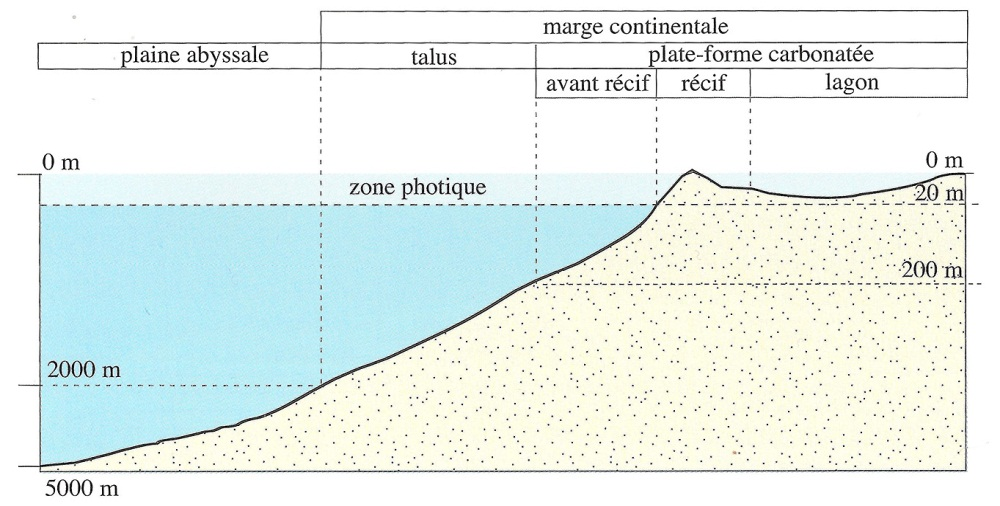 marge continentale
plaine abyssale talus plate-forme carbonatée
avant récif récif lagon
0 m 0 m
zone photique
20 m
200 m
2000 m
5000 m